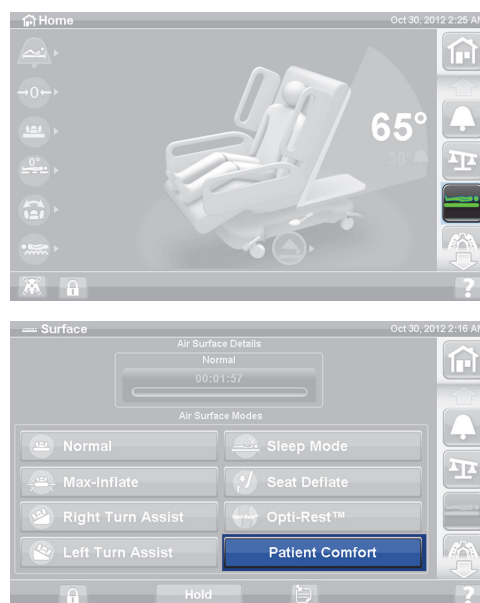 Home Oct 30, 2012 2:25 AM
65°
30
0
0°
?
Surface Oct 30, 2012 2:16 AM
Air Surface Details
Normal
00:01:57
Air Surface Modes
Normal Sleep Mode
Max-Inflate Seat Deflate
Right Turn Assist Opti-Rest™
Left Turn Assist Patient Comfort
Hold ?